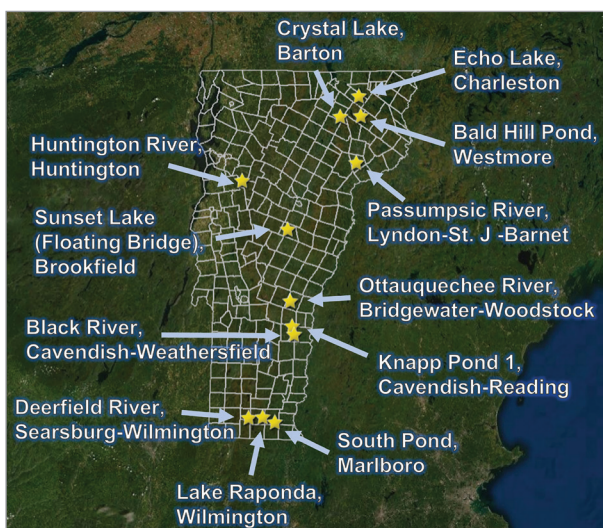 Crystal Lake,
Barton
Echo Lake,
Charleston
Bald Hill Pond,
Westmore
Huntington River,
Huntington
Passumpsic River,
Lyndon-St. J -Barnet
Sunset Lake
(Floating Bridge),
Brookfield
Ottauquechee River,
Bridgewater-Woodstock
Black River,
Cavendish-Weathersfield
Knapp Pond 1,
Cavendish-Reading
Deerfield River,
Searsburg-Wilmington
South Pond,
Marlboro
Lake Raponda,
Wilmington